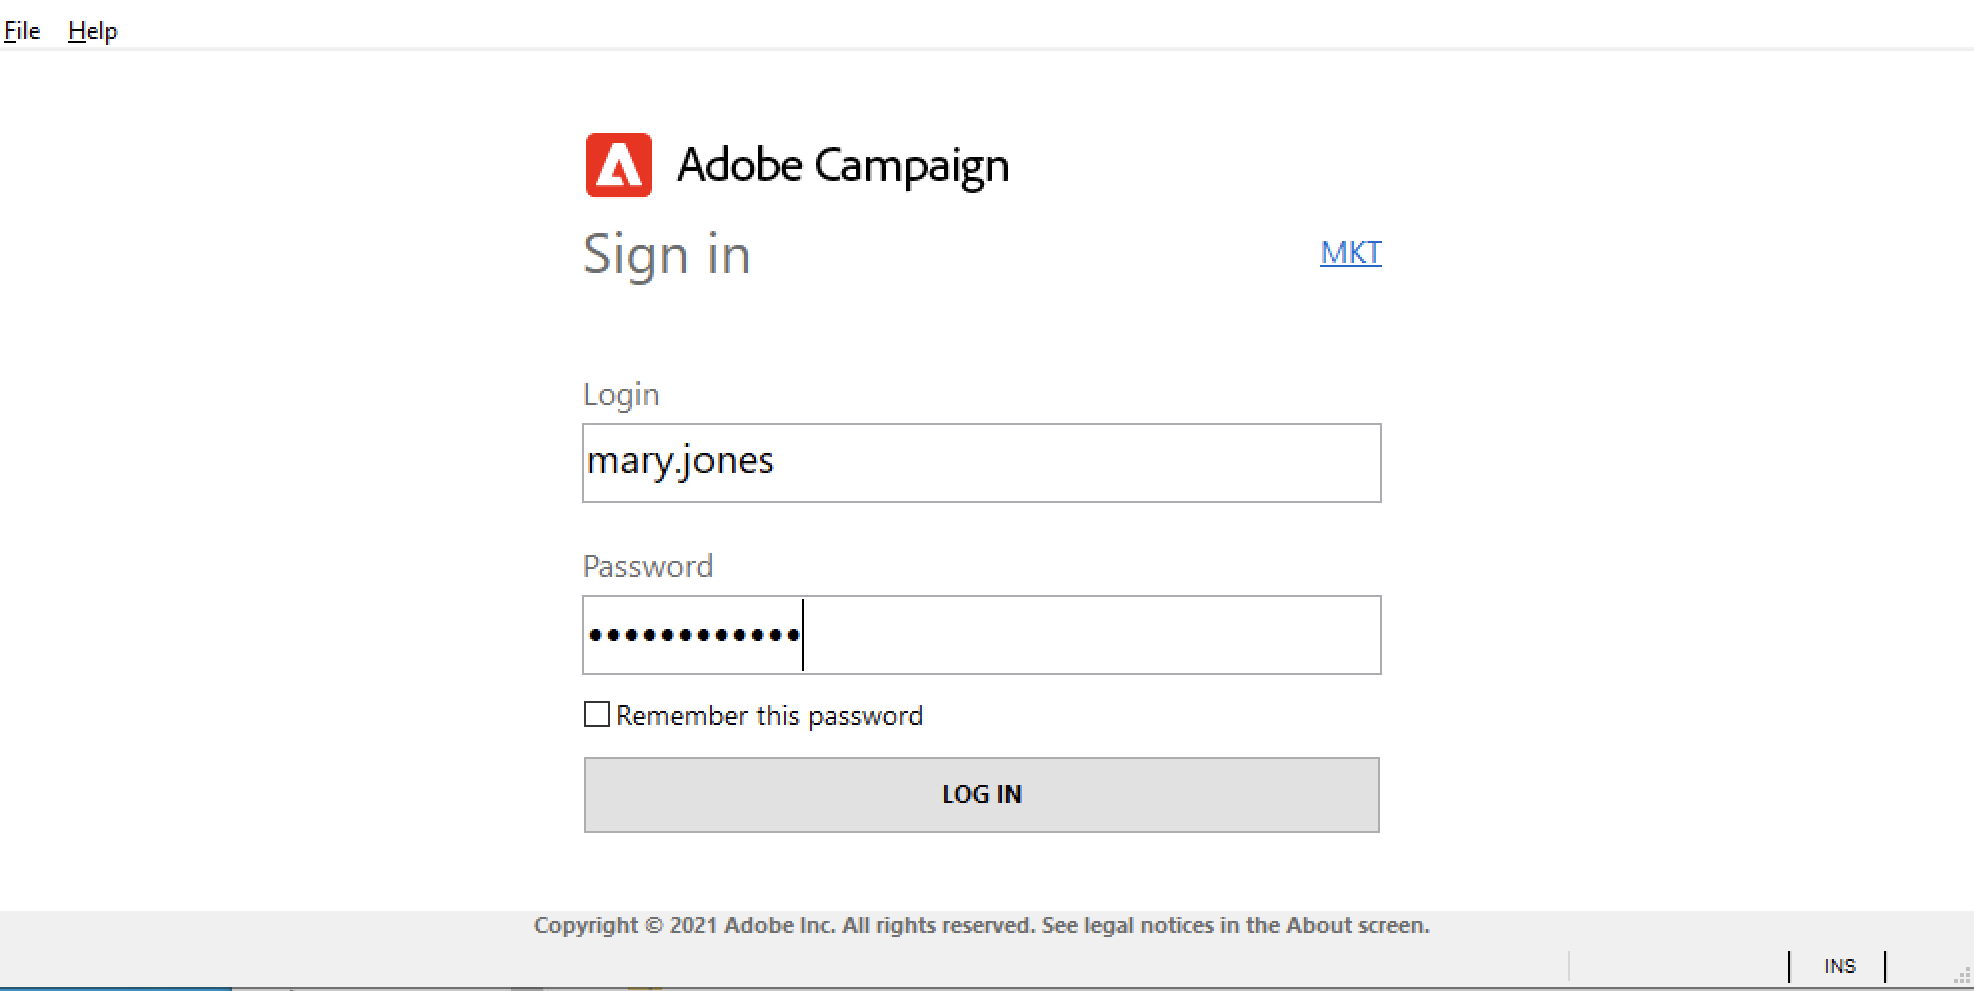 File Help
Adobe Campaign
Sign in MKT
Login
mary.jones
Password
••••••••••••
Remember this password
LOG IN
Copyright © 2021 Adobe Inc. All rights reserved. See legal notices in the About screen.
INS